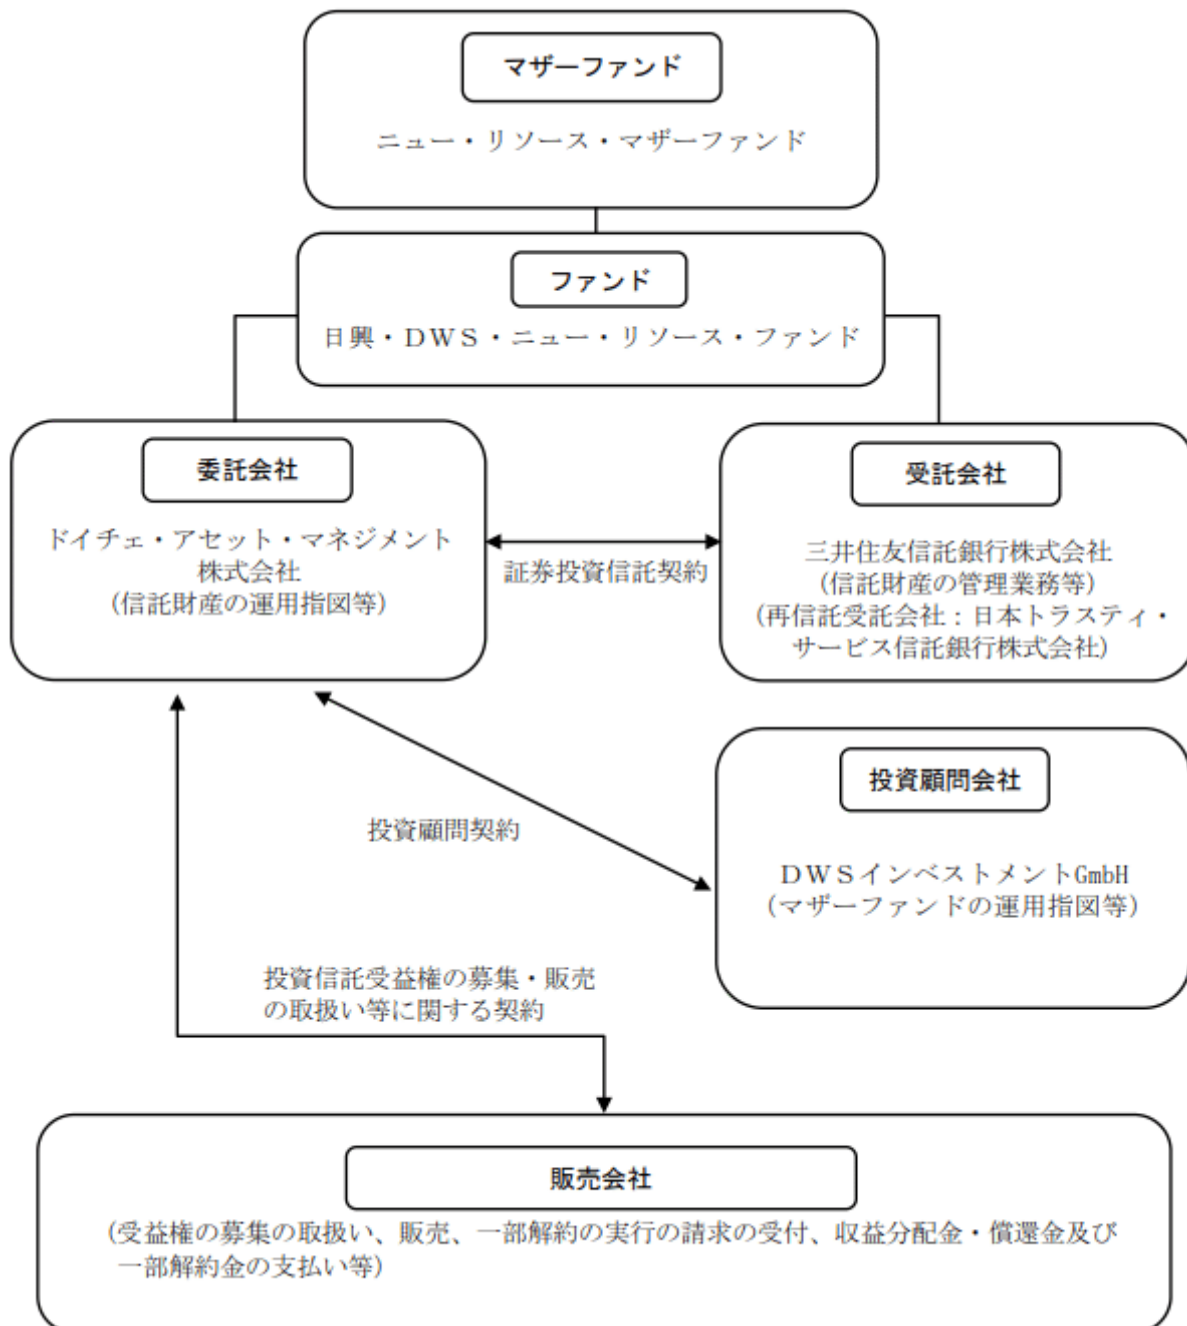 マザーファンド
ニュー・リソース・マザーファンド
ファンド
日興・ＤＷＳ・ニュー・リソース・ファンド
委託会社
ドイチェ・アセット・マネジメント
株式会社
（信託財産の運用指図等）
証券投資信託契約
受託会社
三井住友信託銀行株式会社
（信託財産の管理業務等）
（再信託受託会社：日本トラスティ・
サービス信託銀行株式会社）
投資顧問契約
投資顧問会社
ＤＷＳインベストメントGmbH
（マザーファンドの運用指図等）
投資信託受益権の募集・販売
の取扱い等に関する契約
販売会社
（受益権の募集の取扱い、販売、一部解約の実行の請求の受付、収益分配金・償還金及び
一部解約金の支払い等）